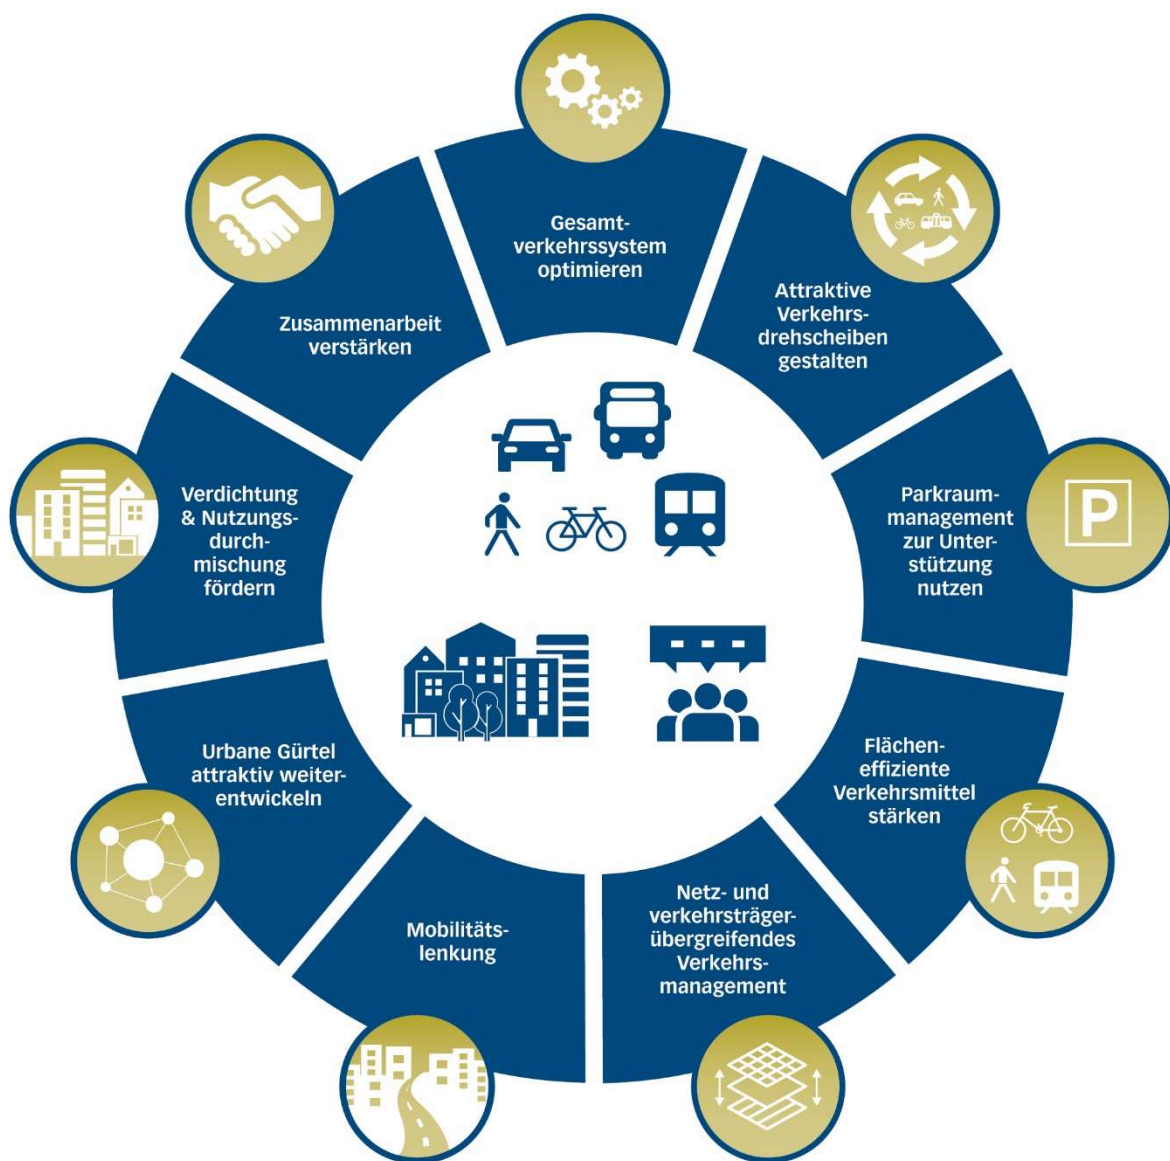 Gesamt-
verkehrssystem
optimieren
Attraktive
Verkehrs-
drehscheiben
gestalten
Parkraum-
management
zur Unter-
stützung
nutzen
P
Flächen-
effiziente
Verkehrsmittel
stärken
Netz- und
verkehrsträger-
übergreifendes
Verkehrs-
management
Mobilitäts-
lenkung
Urbane Gürtel
attraktiv weiter-
entwickeln
Verdichtung
& Nutzungs-
durch-
mischung
fördern
Zusammenarbeit
verstärken